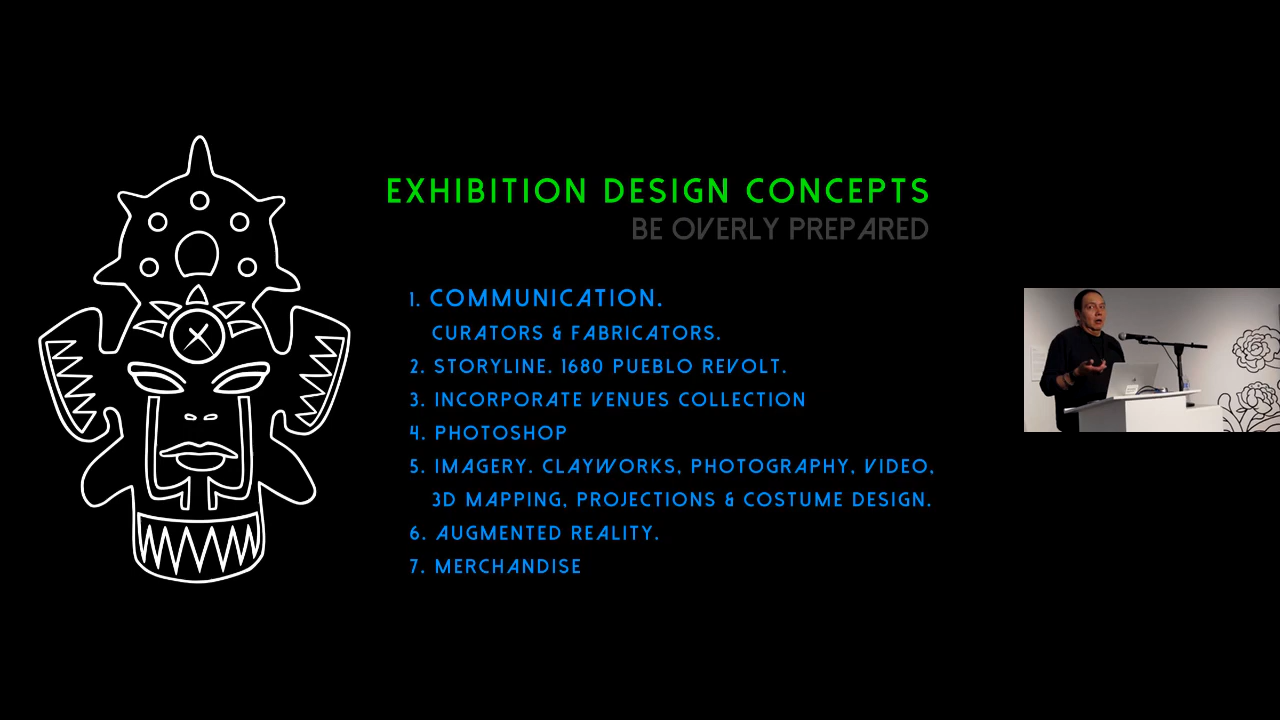 EXHIBITION DESIGN CONCEPTS
BE OVERLY PREPARED
1. COMMUNICATION.
CURATORS & FABRICATORS.
2. STORYLINE. 1680 PUEBLO REVOLT.
3. INCORPORATE VENUES COLLECTION
4. PHOTOSHOP
5. IMAGERY. CLAYWORKS, PHOTOGRAPHY, VIDEO,
3D MAPPING, PROJECTIONS & COSTUME DESIGN.
6. AUGMENTED REALITY.
7. MERCHANDISE